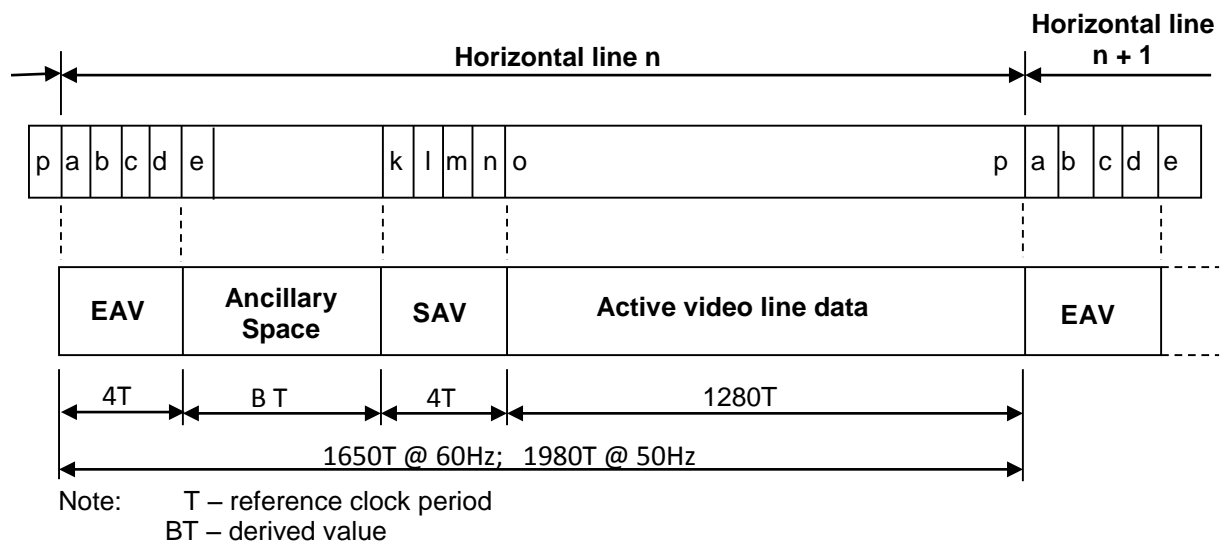 Horizontal line
n + 1
Horizontal line n
p a b c d e k l m n o p a b c d e
EAV Ancillary Space SAV Active video line data EAV
4T B T 4T 1280T
1650T @ 60Hz; 1980T @ 50Hz
Note: T – reference clock period
BT – derived value